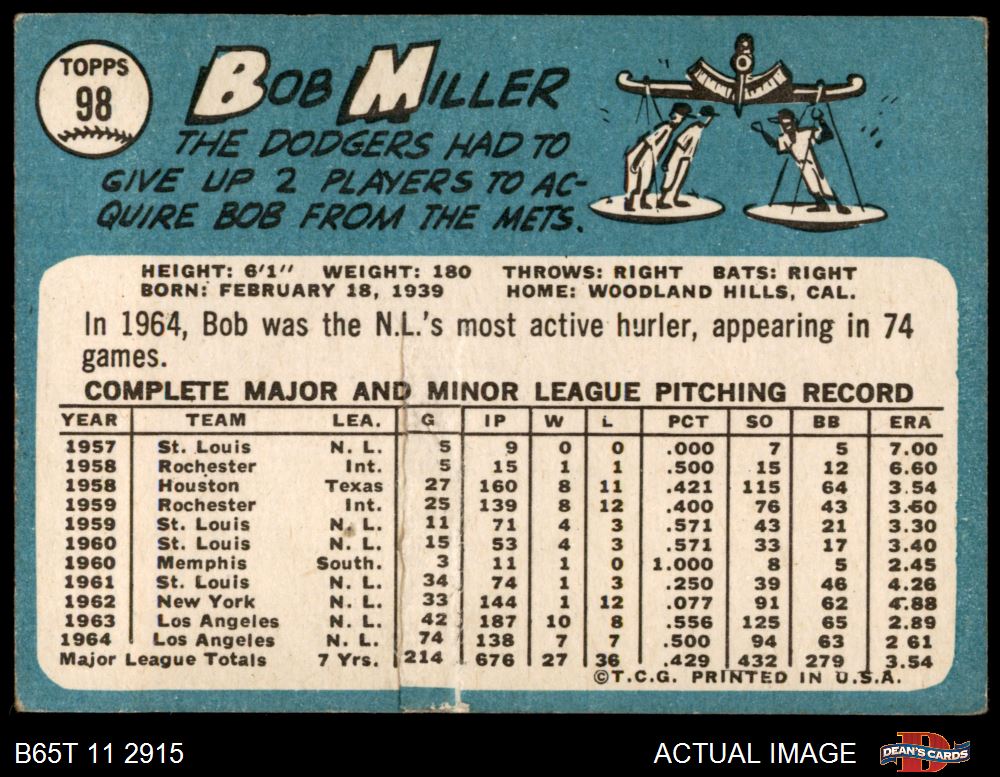 TOPPS
98
BOB MILLER
THE DODGERS HAD TO
GIVE UP 2 PLAYERS TO AC-
QUIRE BOB FROM THE METS.
HEIGHT: 6'1" WEIGHT: 180 THROWS: RIGHT BATS: RIGHT
BORN: FEBRUARY 18, 1939 HOME: WOODLAND HILLS, CAL.
In 1964, Bob was the N.L.'s most active hurler, appearing in 74
games.
COMPLETE MAJOR AND MINOR LEAGUE PITCHING RECORD
YEAR TEAM LEA. G IP W L PCT SO BB ERA
1957 St. Louis N. L. 5 9 0 0 .000 7 5 7.00
1958 Rochester Int. 5 15 1 1 .500 15 12 6.60
1958 Houston Texas 27 160 8 11 .421 115 64 3.54
1959 Rochester Int. 25 139 8 12 .400 76 43 3.50
1959 St. Louis N. L. 11 71 4 3 .571 43 21 3.30
1960 St. Louis N. L. 15 53 4 3 .571 33 17 3.40
1960 Memphis South. 3 11 1 0 1.000 8 5 2.45
1961 St. Louis N. L. 34 74 1 3 .250 39 46 4.26
1962 New York N. L. 33 144 1 12 .077 91 62 4.88
1963 Los Angeles N. L. 42 187 10 8 .556 125 65 2.89
1964 Los Angeles N. L. 74 138 7 7 .500 94 63 2 61
Major League Totals 7 Yrs. 214 676 27 36 .429 432 279 3.54
©T.C.G. PRINTED IN U.S.A.
B65T 11 2915 ACTUAL IMAGE DEAN'S CARDS